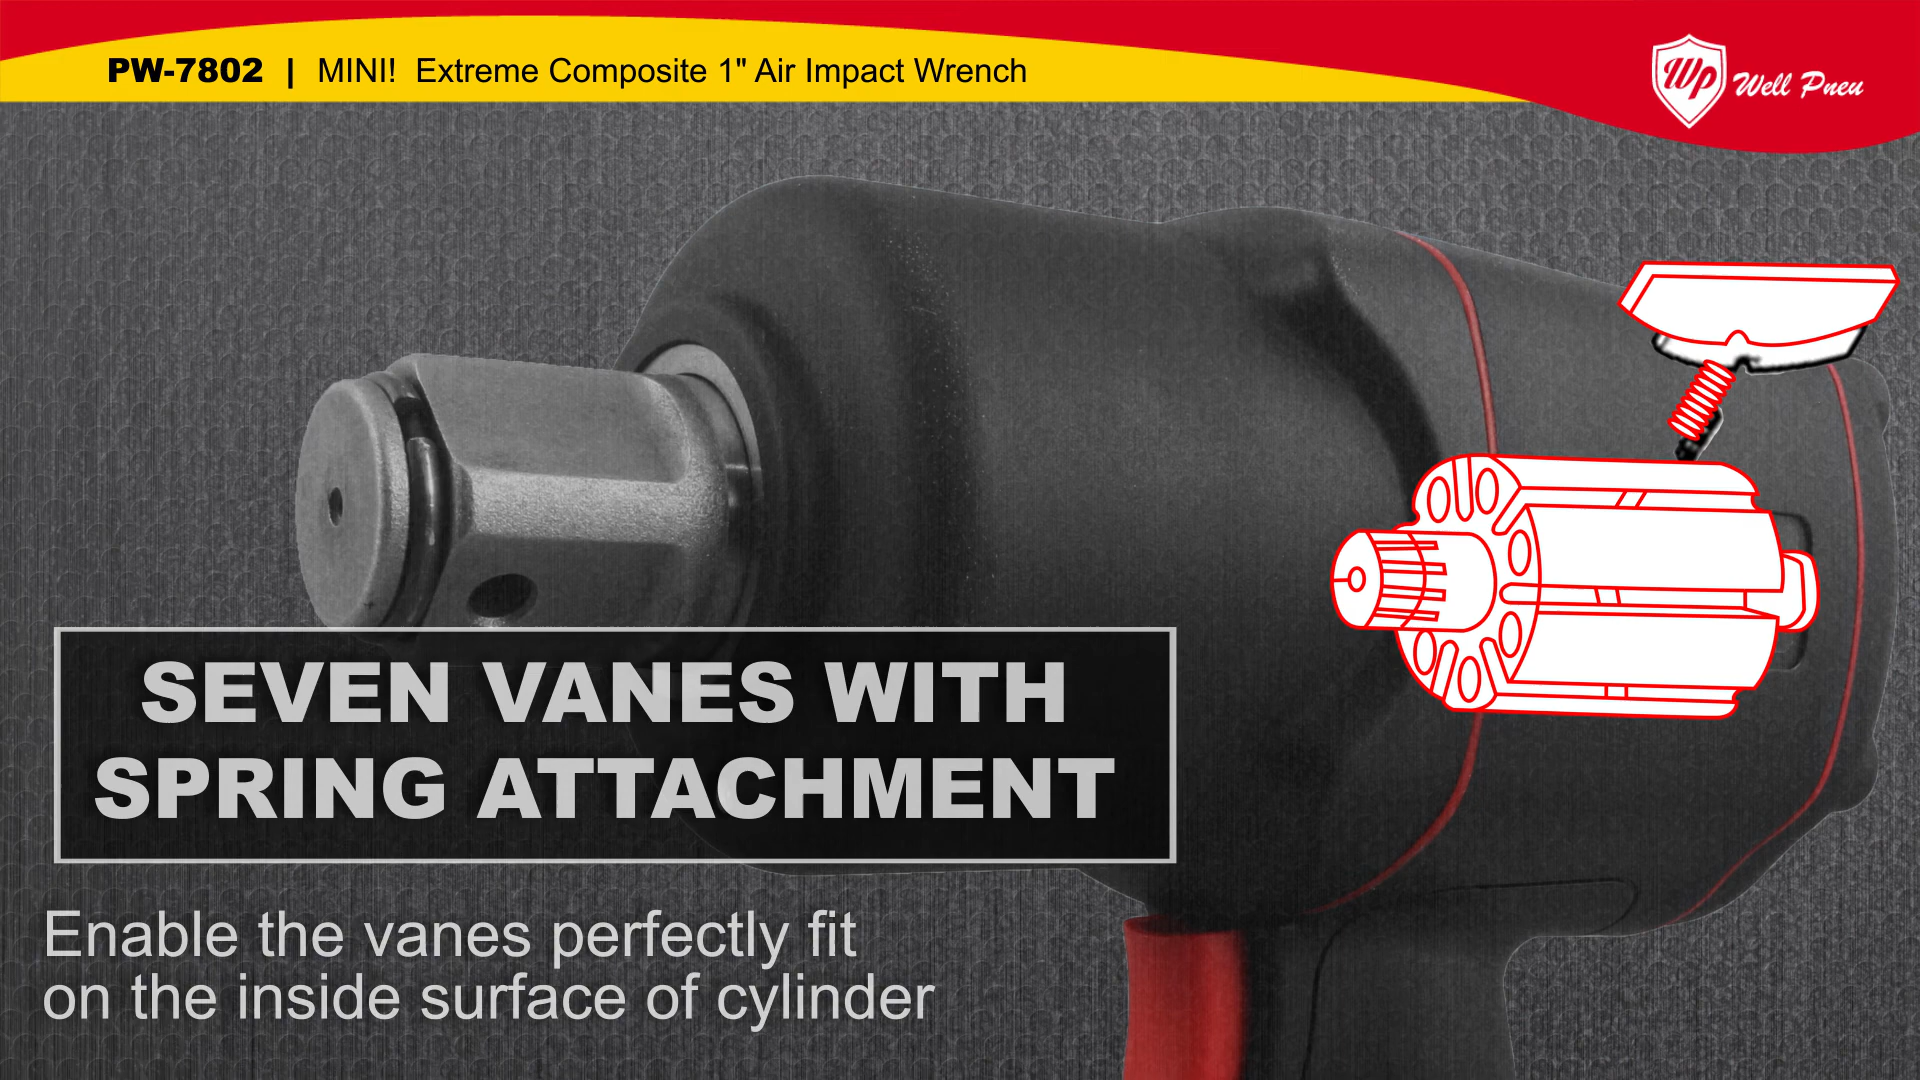 PW-7802 | MINI! Extreme Composite 1" Air Impact Wrench
Wp Well Pneu
SEVEN VANES WITH
SPRING ATTACHMENT
Enable the vanes perfectly fit
on the inside surface of cylinder